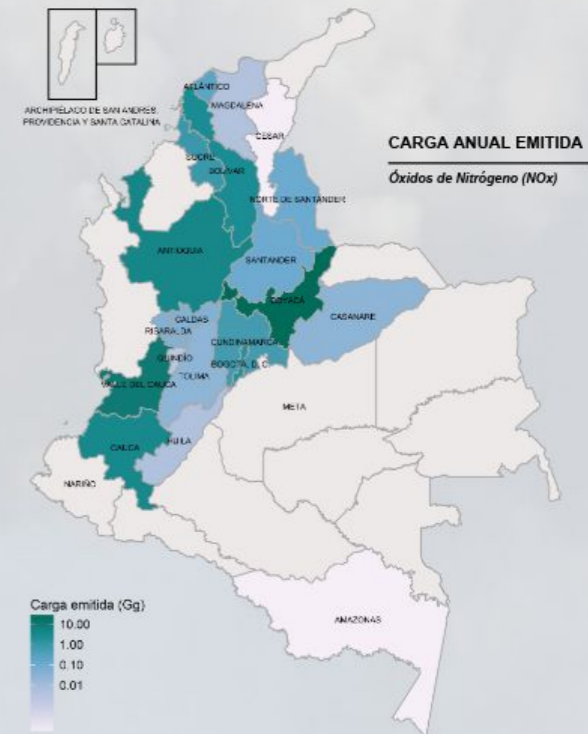 ARCHIPIÉLAGO DE SAN ANDRÉS,
PROVIDENCIA Y SANTA CATALINA
ATLÁNTICO
MAGDALENA
CESAR
CARGA ANUAL EMITIDA
Óxidos de Nitrógeno (NOx)
SUCRE
BOLÍVAR
NORTE DE SANTANDER
ANTIOQUIA
SANTANDER
BOYACÁ
CASANARE
CALDAS
RISARALDA
CUNDINAMARCA
QUINDÍO
BOGOTÁ, D. C.
TOLIMA
VALLE DEL CAUCA
META
HUILA
CAUCA
NARIÑO
Carga emitida (Gg)
10.00
1.00
0.10
0.01
AMAZONAS